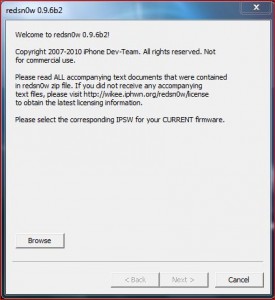 redsn0w 0.9.6b2
Welcome to redsn0w 0.9.6b2!
Copyright 2007-2010 iPhone Dev-Team. All rights reserved. Not
for commercial use.
Please read ALL accompanying text documents that were contained
in redsn0w zip file. If you did not receive any accompanying
text files, please visit http://wikee.iphwn.org/redsn0w/license
to obtain the latest licensing information.
Please select the corresponding IPSW for your CURRENT firmware.
Browse
< Back
Next >
Cancel